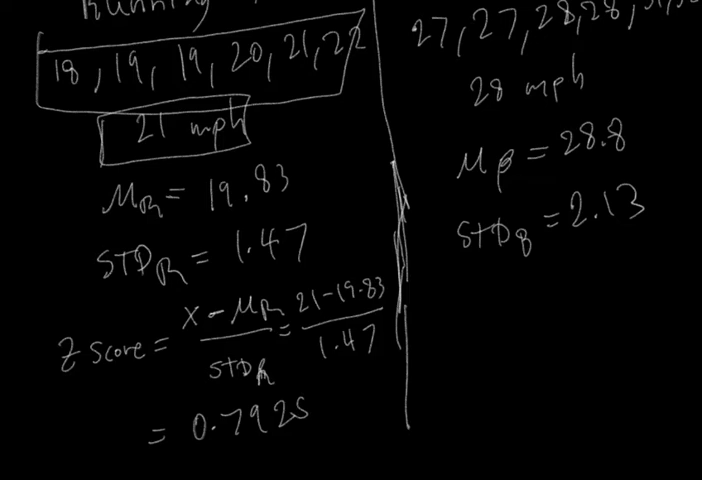 Running
18, 19, 19, 20, 21, 22
21 mph
μR = 19.83
STDR = 1.47
Z Score = X - μR / STDR = 21-19.83 / 1.47
= 0.7925
27, 27, 28, 28,
28 mph
μB = 28.8
STDB = 2.13